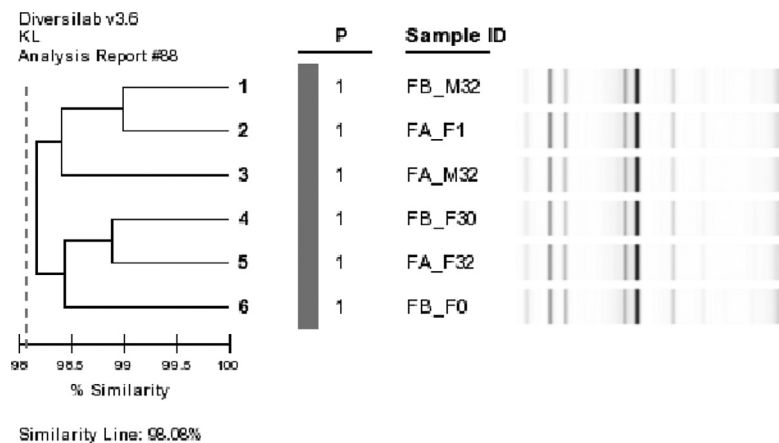 Diversilab v3.6
KL
Analysis Report #88
P Sample ID
1 1 FB_M32
2 1 FA_F1
3 1 FA_M32
4 1 FB_F30
5 1 FA_F32
6 1 FB_F0
98 98.5 99 99.5 100
% Similarity
Similarity Line: 98.08%